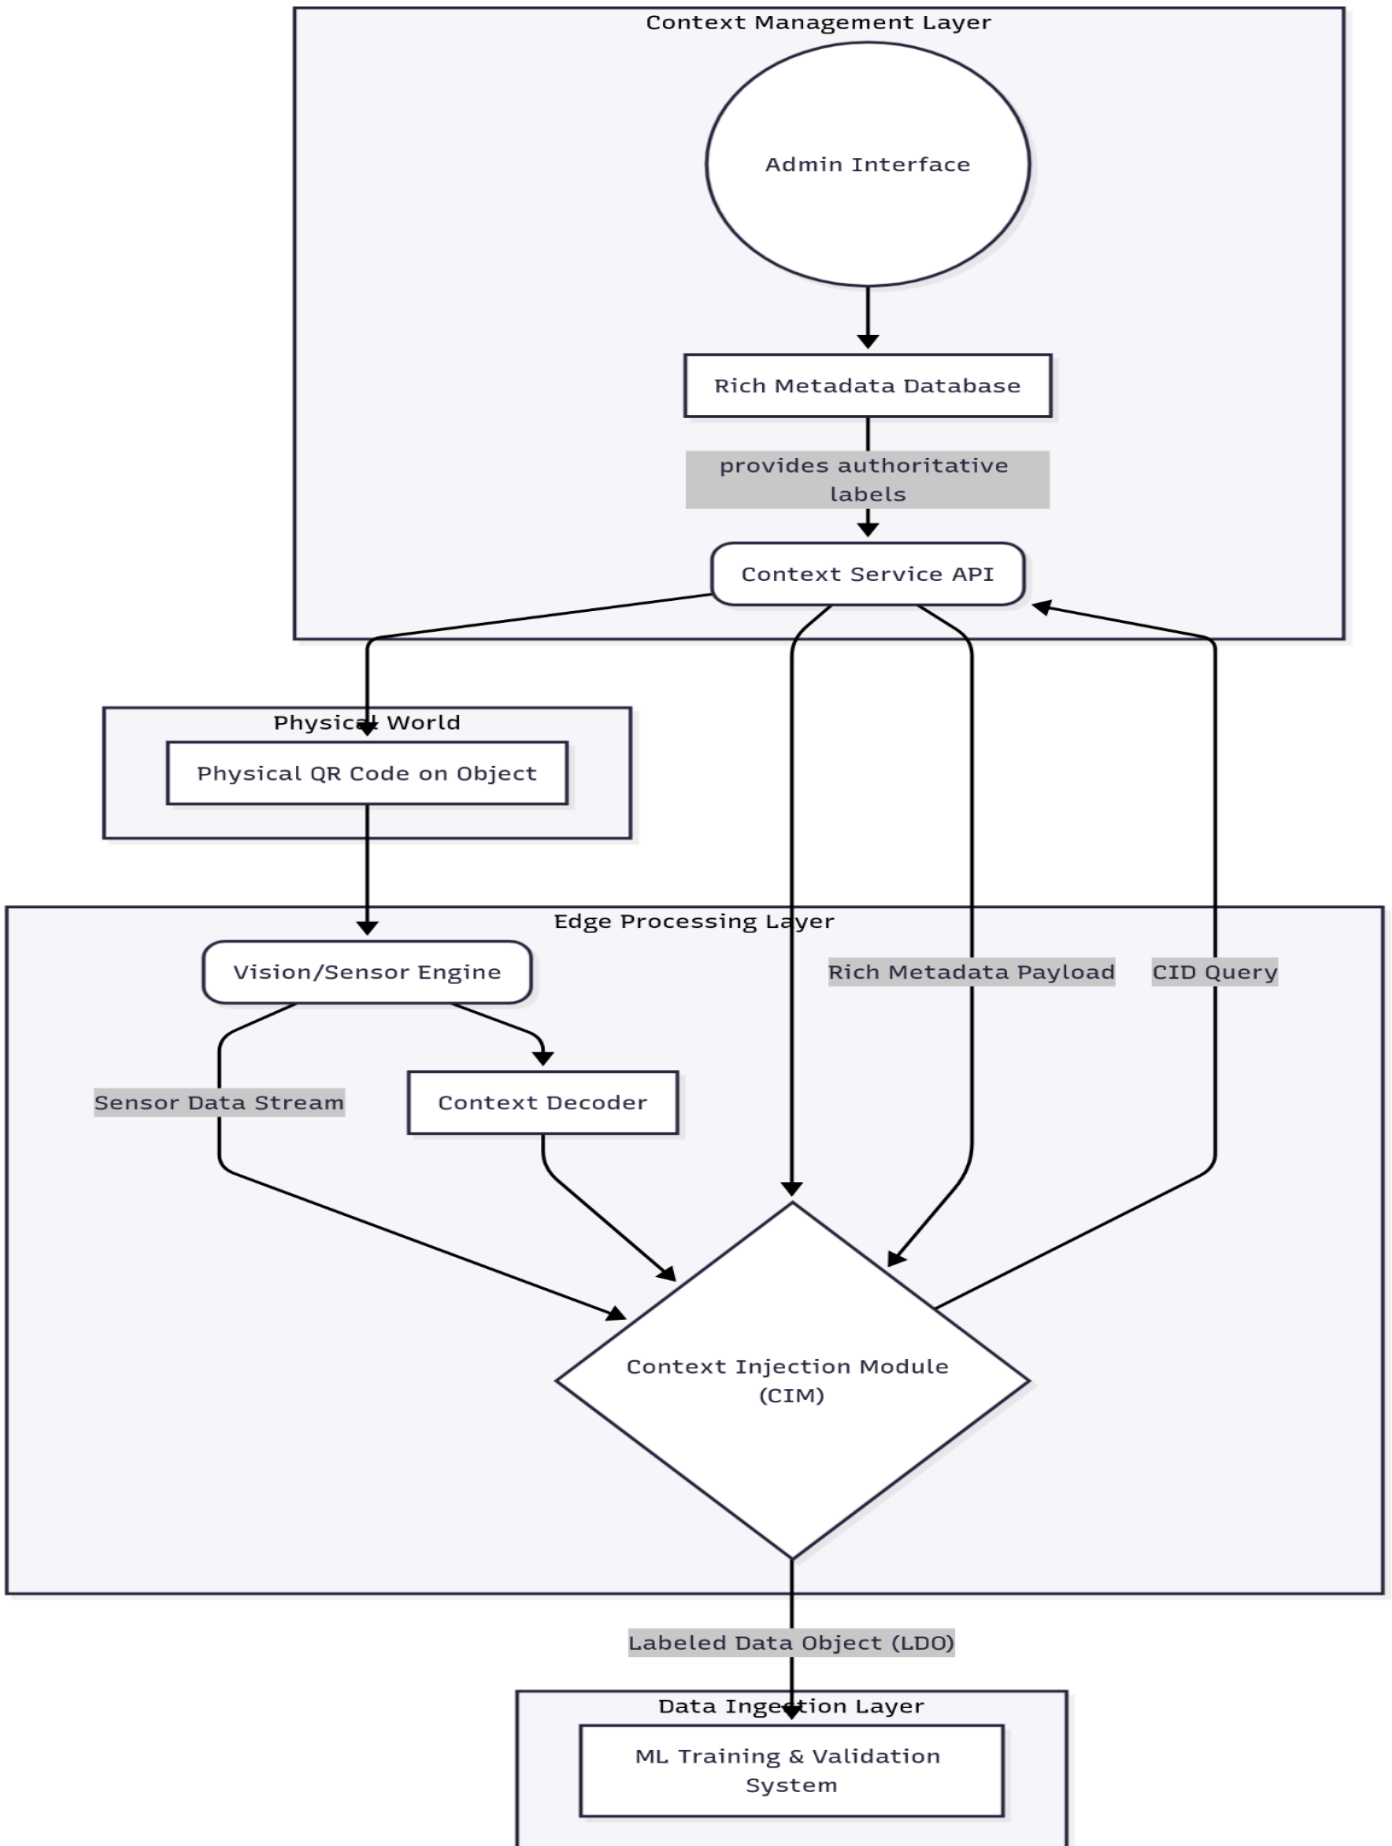 Context Management Layer
Admin Interface
Rich Metadata Database
provides authoritative
labels
Context Service API
Physical World
Physical QR Code on Object
Edge Processing Layer
Vision/Sensor Engine
Rich Metadata Payload
CID Query
Sensor Data Stream
Context Decoder
Context Injection Module
(CIM)
Labeled Data Object (LDO)
Data Ingestion Layer
ML Training & Validation
System